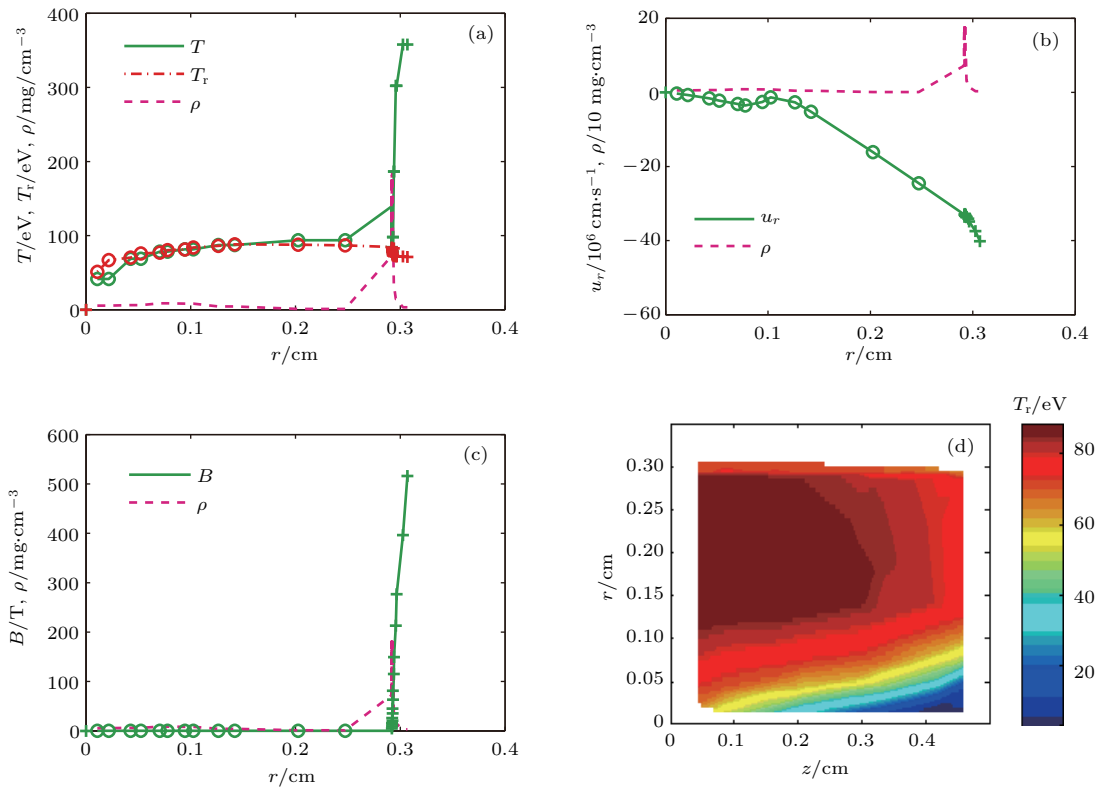 (a)
T/eV, Tr/eV, ρ/mg/cm−3
400
300
200
100
0
T
Tr
ρ
0 0.1 0.2 0.3 0.4
r/cm
(b)
ur/10⁶ cm·s−1, ρ/10 mg·cm−3
20
0
−20
−40
−60
ur
ρ
0 0.1 0.2 0.3 0.4
r/cm
(c)
B/T, ρ/mg·cm−3
600
500
400
300
200
100
0
B
ρ
0 0.1 0.2 0.3 0.4
r/cm
Tr/eV
(d)
r/cm
0.30
0.20
0.15
0.10
0.05
0
0 0.1 0.2 0.3 0.4
z/cm
80
60
40
20